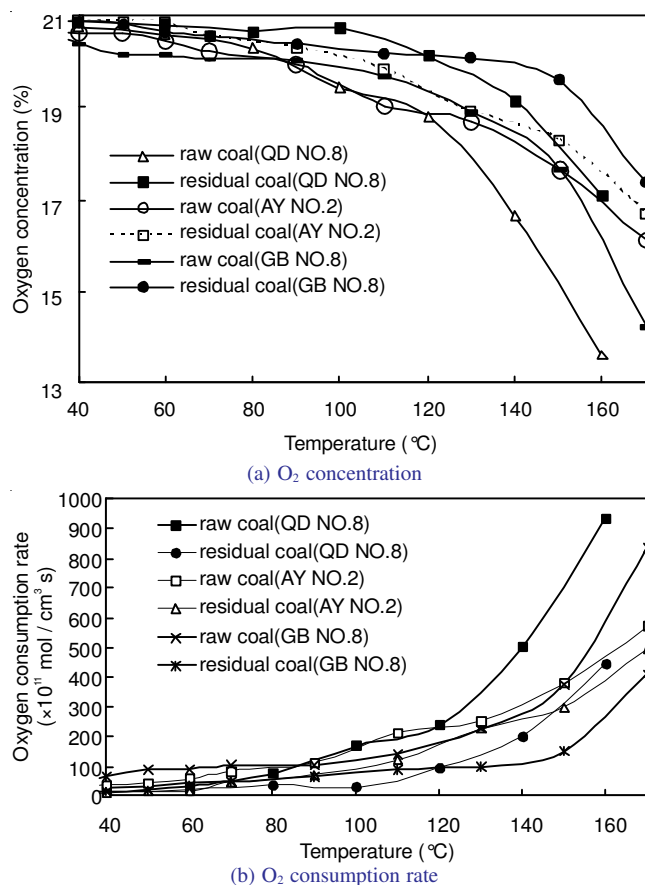 21
19
17
15
13
Oxygen concentration (%)
raw coal(QD NO.8)
residual coal(QD NO.8)
raw coal(AY NO.2)
residual coal(AY NO.2)
raw coal(GB NO.8)
residual coal(GB NO.8)
40 60 80 100 120 140 160
Temperature (°C)
(a) O₂ concentration
1000
900
800
700
600
500
400
300
200
100
0
Oxygen consumption rate
(×10¹¹ mol / cm³ s)
raw coal(QD NO.8)
residual coal(QD NO.8)
raw coal(AY NO.2)
residual coal(AY NO.2)
raw coal(GB NO.8)
residual coal(GB NO.8)
40 60 80 100 120 140 160
Temperature (°C)
(b) O₂ consumption rate